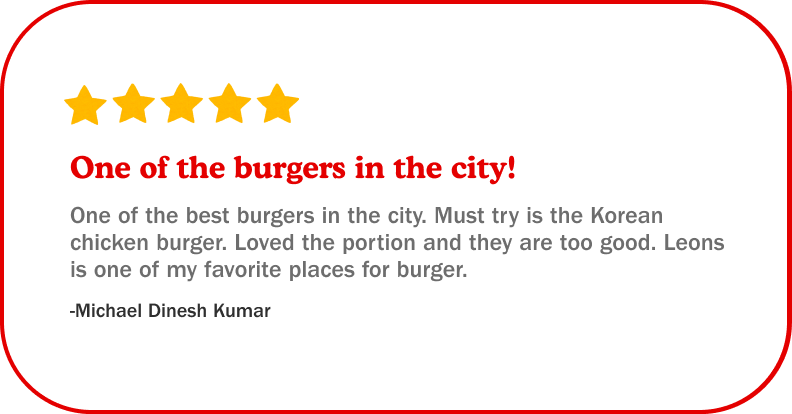 One of the burgers in the city!
One of the best burgers in the city. Must try is the Korean
chicken burger. Loved the portion and they are too good. Leons
is one of my favorite places for burger.
-Michael Dinesh Kumar